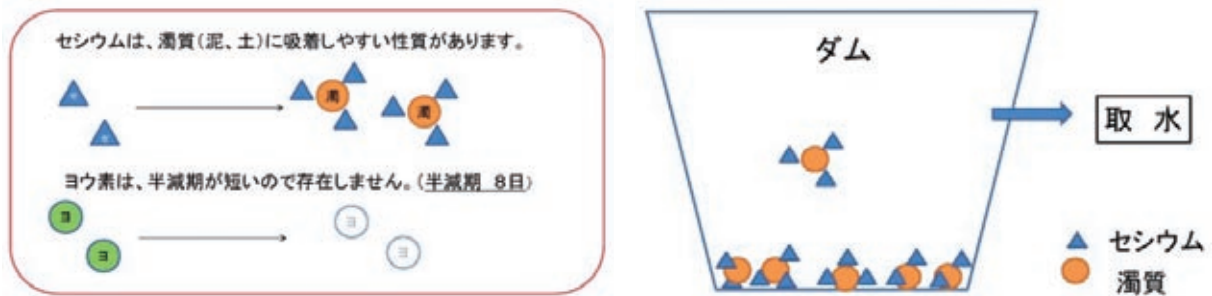 セシウムは、濁質(泥、土)に吸着しやすい性質があります。
濁
濁
ヨウ素は、半減期が短いので存在しません。(半減期 8日)
ヨ
ヨ
ヨ
ヨ
ダム
取 水
セシウム
濁質